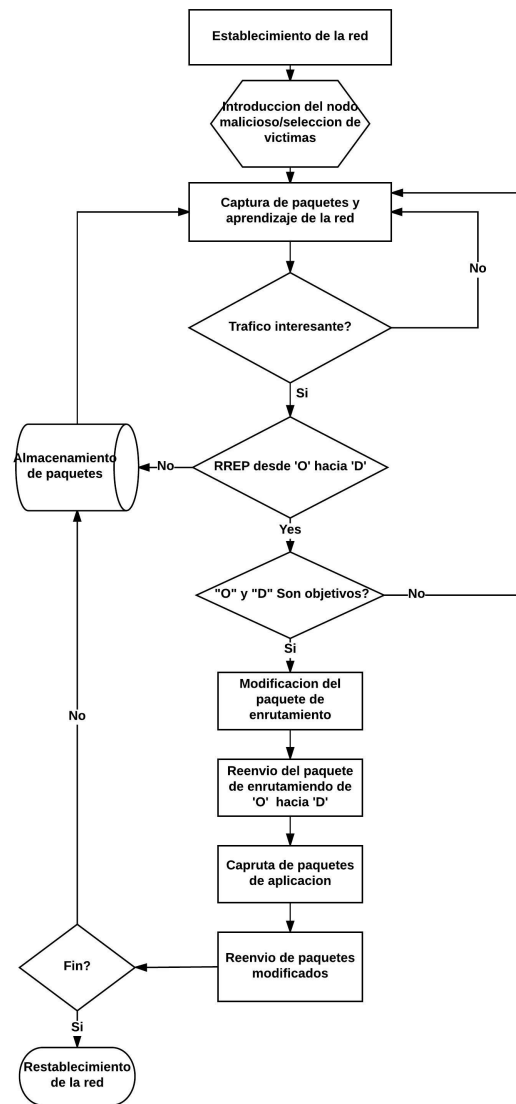 Establecimiento de la red
Introduccion del nodo
malicioso/seleccion de
victimas
Captura de paquetes y
aprendizaje de la red
No
Trafico interesante?
Si
Almacenamiento
de paquetes
No
RREP desde 'O' hacia 'D'
Yes
"O" y "D" Son objetivos?
No
Si
Modificacion del
paquete de
enrutamiento
No
Reenvio del paquete
de enrutamiendo de
'O' hacia 'D'
Capruta de paquetes
de aplicacion
Reenvio de paquetes
modificados
Fin?
Si
Restablecimiento
de la red